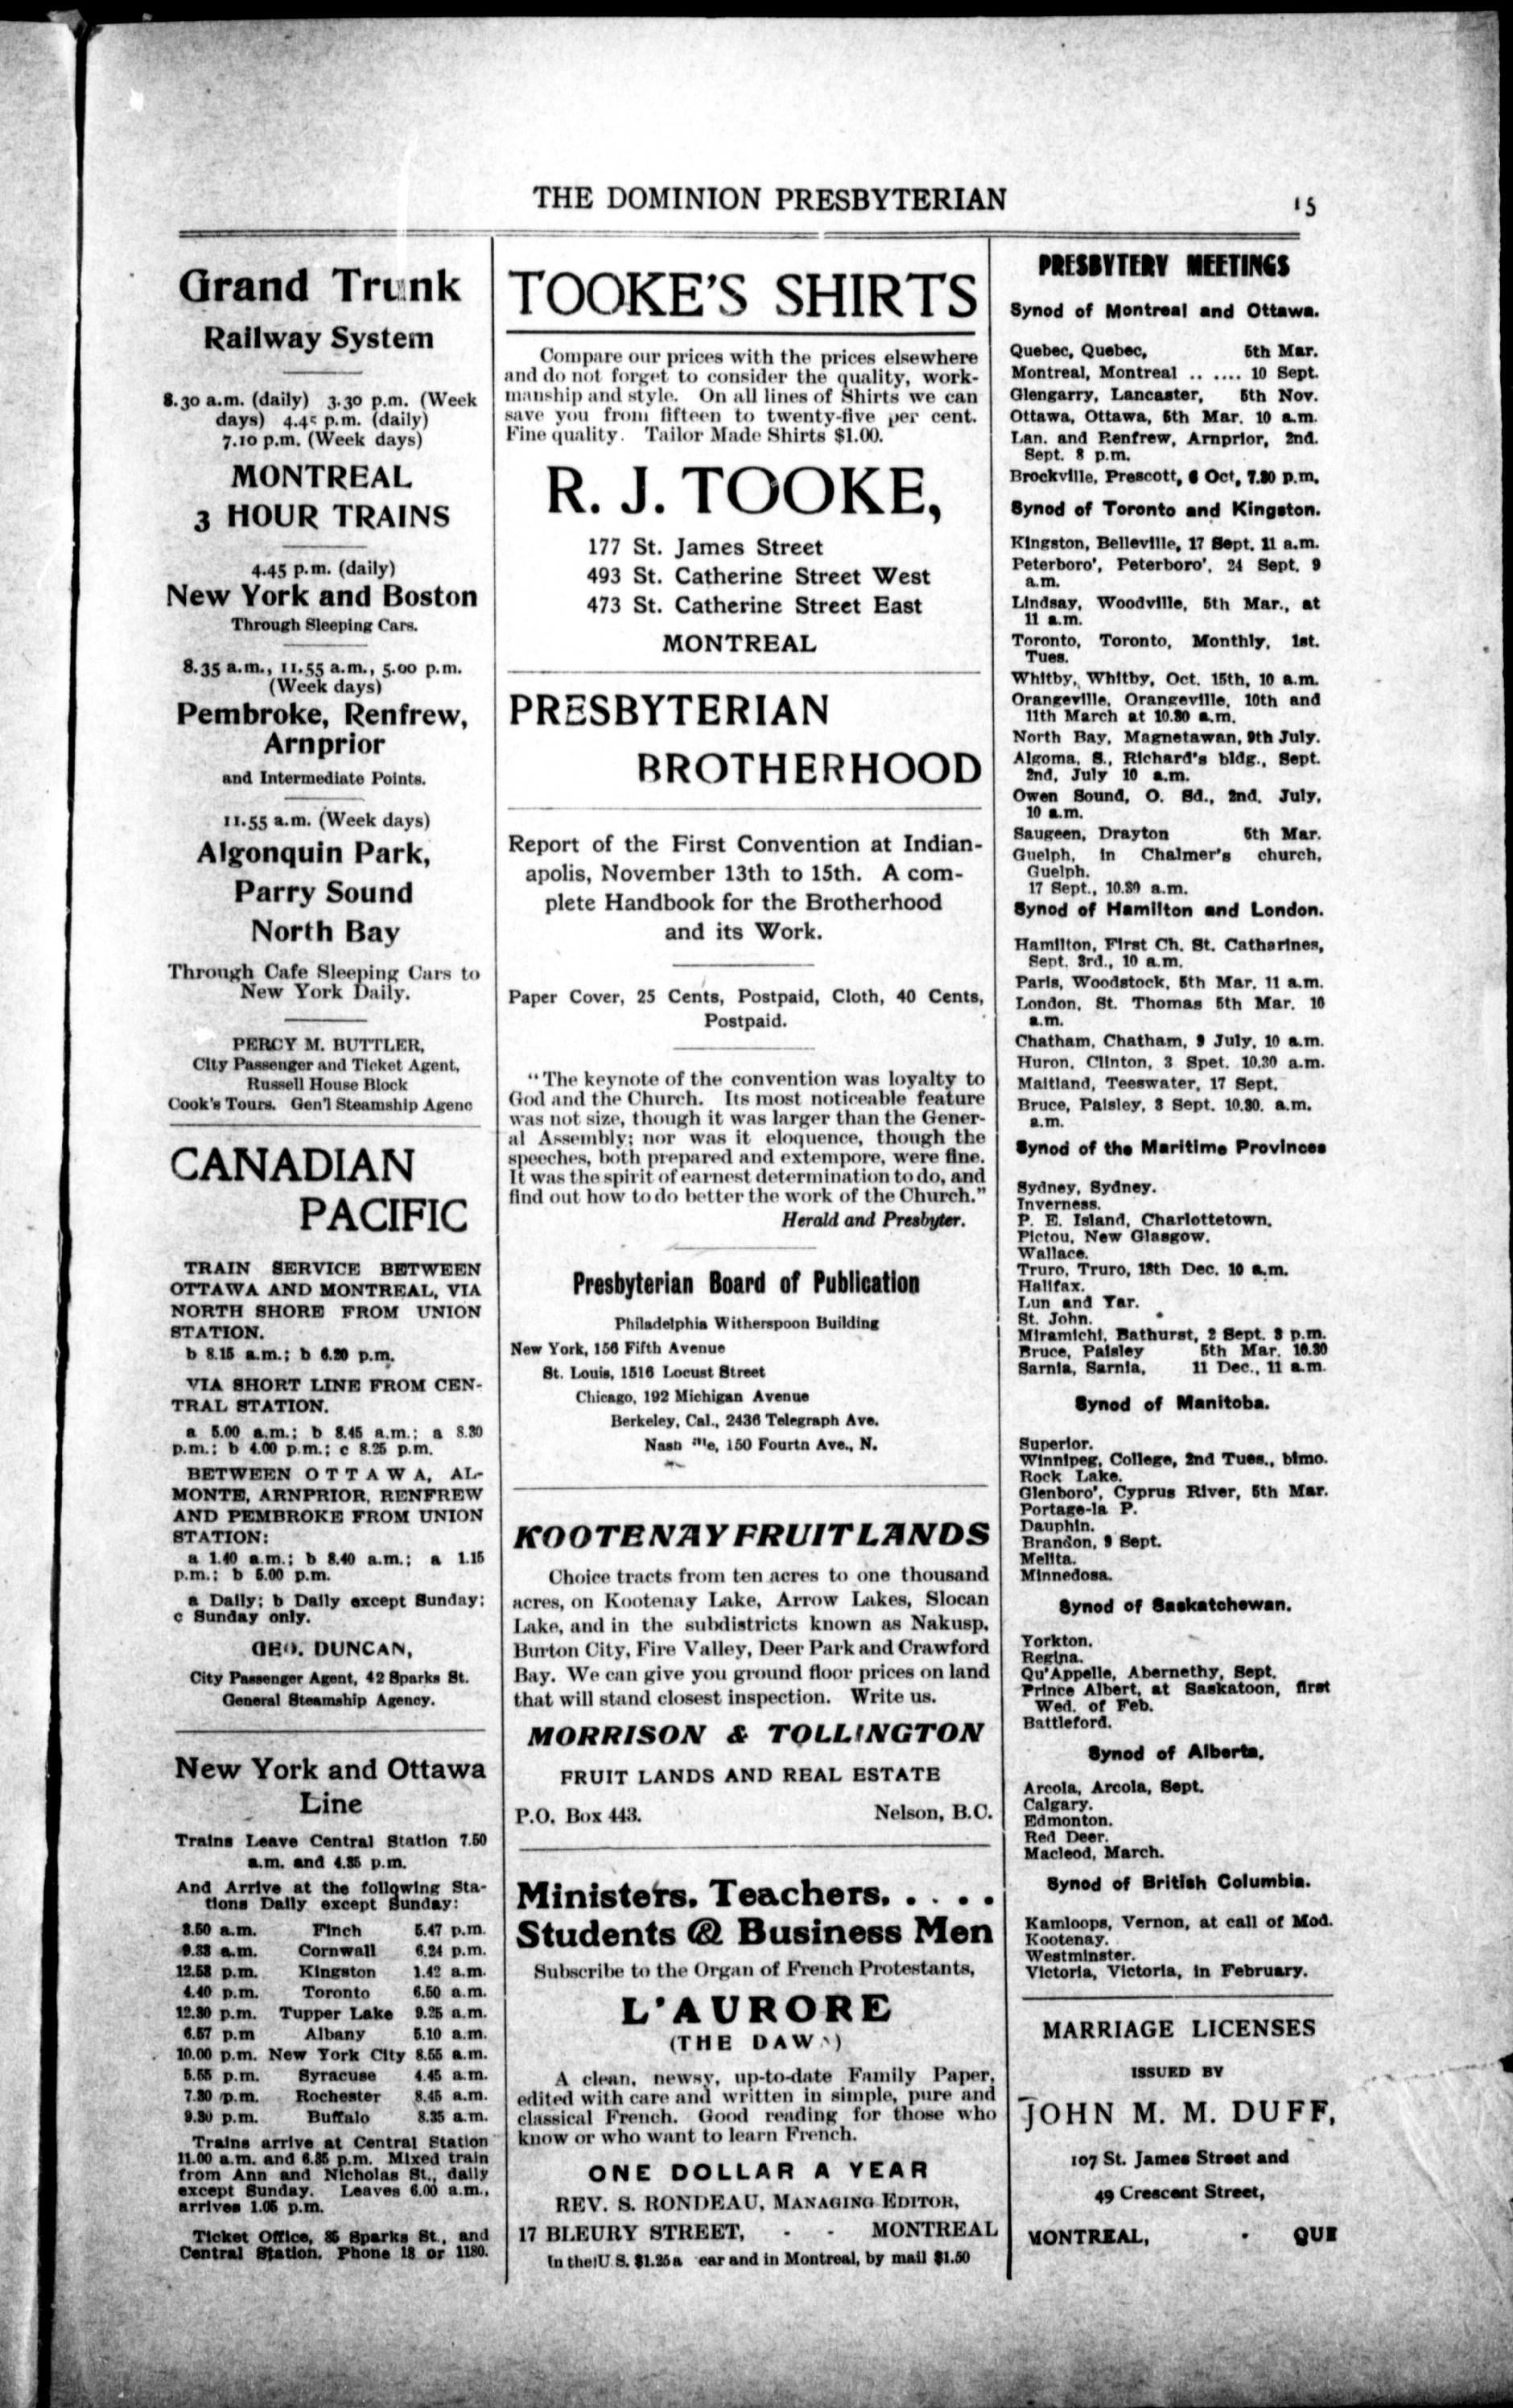 THE DOMINION PRESBYTERIAN
15
Grand Trunk
Railway System
8.30 a.m. (daily) 3.30 p.m. (Week
days) 4.45 p.m. (daily)
7.10 p.m. (Week days)
MONTREAL
3 HOUR TRAINS
4.45 p.m. (daily)
New York and Boston
Through Sleeping Cars.
8.35 a.m., 11.55 a.m., 5.00 p.m.
(Week days)
Pembroke, Renfrew,
Arnprior
and Intermediate Points.
11.55 a.m. (Week days)
Algonquin Park,
Parry Sound
North Bay
Through Cafe Sleeping Cars to
New York Daily.
PERCY M. BUTTLER,
City Passenger and Ticket Agent,
Russell House Block
Cook's Tours. Gen'l Steamship Agenc
CANADIAN
PACIFIC
TRAIN SERVICE BETWEEN
OTTAWA AND MONTREAL, VIA
NORTH SHORE FROM UNION
STATION.
b 8.15 a.m.; b 6.20 p.m.
VIA SHORT LINE FROM CEN-
TRAL STATION.
a 5.00 a.m.; b 8.45 a.m.; a 8.30
p.m.; b 4.00 p.m.; c 8.25 p.m.
BETWEEN OTTAWA, AL-
MONTE, ARNPRIOR, RENFREW
AND PEMBROKE FROM UNION
STATION:
a 1.40 a.m.; b 8.40 a.m.; a 1.15
p.m.; b 5.00 p.m.
a Daily; b Daily except Sunday;
c Sunday only.
GEO. DUNCAN,
City Passenger Agent, 42 Sparks St.
General Steamship Agency.
New York and Ottawa
Line
Trains Leave Central Station 7.50
a.m. and 4.35 p.m.
And Arrive at the following Sta-
tions Daily except Sunday:
8.50 a.m. Finch 5.47 p.m.
9.33 a.m. Cornwall 6.24 p.m.
12.58 p.m. Kingston 1.42 a.m.
4.40 p.m. Toronto 6.50 a.m.
12.30 p.m. Tupper Lake 9.25 a.m.
6.57 p.m Albany 5.10 a.m.
10.00 p.m. New York City 8.55 a.m.
5.55 p.m. Syracuse 4.45 a.m.
7.30 p.m. Rochester 8.45 a.m.
9.30 p.m. Buffalo 8.35 a.m.
Trains arrive at Central Station
11.00 a.m. and 6.35 p.m. Mixed train
from Ann and Nicholas St., daily
except Sunday. Leaves 6.00 a.m.,
arrives 1.05 p.m.
Ticket Office, 85 Sparks St., and
Central Station. Phone 18 or 1180.
TOOKE'S SHIRTS
Compare our prices with the prices elsewhere
and do not forget to consider the quality, work-
manship and style. On all lines of Shirts we can
save you from fifteen to twenty-five per cent.
Fine quality. Tailor Made Shirts $1.00.
R. J. TOOKE,
177 St. James Street
493 St. Catherine Street West
473 St. Catherine Street East
MONTREAL
PRESBYTERIAN
BROTHERHOOD
Report of the First Convention at Indian-
apolis, November 13th to 15th. A com-
plete Handbook for the Brotherhood
and its Work.
Paper Cover, 25 Cents, Postpaid, Cloth, 40 Cents,
Postpaid.
"The keynote of the convention was loyalty to
God and the Church. Its most noticeable feature
was not size, though it was larger than the Gener-
al Assembly; nor was it eloquence, though the
speeches, both prepared and extempore, were fine.
It was the spirit of earnest determination to do, and
find out how to do better the work of the Church."
Herald and Presbyter.
Presbyterian Board of Publication
Philadelphia Witherspoon Building
New York, 156 Fifth Avenue
St. Louis, 1516 Locust Street
Chicago, 192 Michigan Avenue
Berkeley, Cal., 2436 Telegraph Ave.
150 Fourtn Ave., N.
KOOTENAY FRUIT LANDS
Choice tracts from ten acres to one thousand
acres, on Kootenay Lake, Arrow Lakes, Slocan
Lake, and in the subdistricts known as Nakusp,
Burton City, Fire Valley, Deer Park and Crawford
Bay. We can give you ground floor prices on land
that will stand closest inspection. Write us.
MORRISON & TOLLINGTON
FRUIT LANDS AND REAL ESTATE
P.O. Box 443. Nelson, B.C.
Ministers. Teachers. . . . .
Students @ Business Men
Subscribe to the Organ of French Protestants,
L'AURORE
(THE DAWN)
A clean, newsy, up-to-date Family Paper,
edited with care and written in simple, pure and
classical French. Good reading for those who
know or who want to learn French.
ONE DOLLAR A YEAR
REV. S. RONDEAU, MANAGING EDITOR,
17 BLEURY STREET, - - MONTREAL
In the U.S. $1.25 a ear and in Montreal, by mail $1.50
PRESBYTERY MEETINGS
Synod of Montreal and Ottawa.
Quebec, Quebec, 5th Mar.
Montreal, Montreal .. .... 10 Sept.
Glengarry, Lancaster, 5th Nov.
Ottawa, Ottawa, 5th Mar. 10 a.m.
Lan. and Renfrew, Arnprior, 2nd.
Sept. 8 p.m.
Brockville, Prescott, 6 Oct, 7.30 p.m.
Synod of Toronto and Kingston.
Kingston, Belleville, 17 Sept. 11 a.m.
Peterboro', Peterboro', 24 Sept. 9
a.m.
Lindsay, Woodville, 5th Mar., at
11 a.m.
Toronto, Toronto, Monthly, 1st.
Tues.
Whitby, Whitby, Oct. 15th, 10 a.m.
Orangeville, Orangeville, 10th and
11th March at 10.30 a.m.
North Bay, Magnetawan, 9th July.
Algoma, S., Richard's bldg., Sept.
2nd, July 10 a.m.
Owen Sound, O. Sd., 2nd, July,
10 a.m.
Saugeen, Drayton 5th Mar.
Guelph, in Chalmer's church,
Guelph.
17 Sept., 10.30 a.m.
Synod of Hamilton and London.
Hamilton, First Ch. St. Catharines,
Sept. 3rd., 10 a.m.
Paris, Woodstock, 5th Mar. 11 a.m.
London, St. Thomas 5th Mar. 10
a.m.
Chatham, Chatham, 9 July, 10 a.m.
Huron, Clinton, 3 Spet. 10.30 a.m.
Maitland, Teeswater, 17 Sept.
Bruce, Paisley, 3 Sept. 10.30. a.m.
a.m.
Synod of the Maritime Provinces
Sydney, Sydney.
Inverness.
P. E. Island, Charlottetown.
Pictou, New Glasgow.
Wallace.
Truro, Truro, 18th Dec. 10 a.m.
Halifax.
Lun and Yar.
St. John.
Miramichi, Bathurst, 2 Sept. 8 p.m.
Bruce, Paisley 5th Mar. 10.30
Sarnia, Sarnia, 11 Dec., 11 a.m.
Synod of Manitoba.
Superior.
Winnipeg, College, 2nd Tues., bimo.
Rock Lake.
Glenboro', Cyprus River, 5th Mar.
Portage-la P.
Dauphin.
Brandon, 9 Sept.
Melita.
Minnedosa.
Synod of Saskatchewan.
Yorkton.
Regina.
Qu'Appelle, Abernethy, Sept.
Prince Albert, at Saskatoon, first
Wed. of Feb.
Battleford.
Synod of Alberta.
Arcola, Arcola, Sept.
Calgary.
Edmonton.
Red Deer.
Macleod, March.
Synod of British Columbia.
Kamloops, Vernon, at call of Mod.
Kootenay.
Westminster.
Victoria, Victoria, in February.
MARRIAGE LICENSES
ISSUED BY
JOHN M. M. DUFF,
107 St. James Street and
49 Crescent Street,
MONTREAL, · QUE